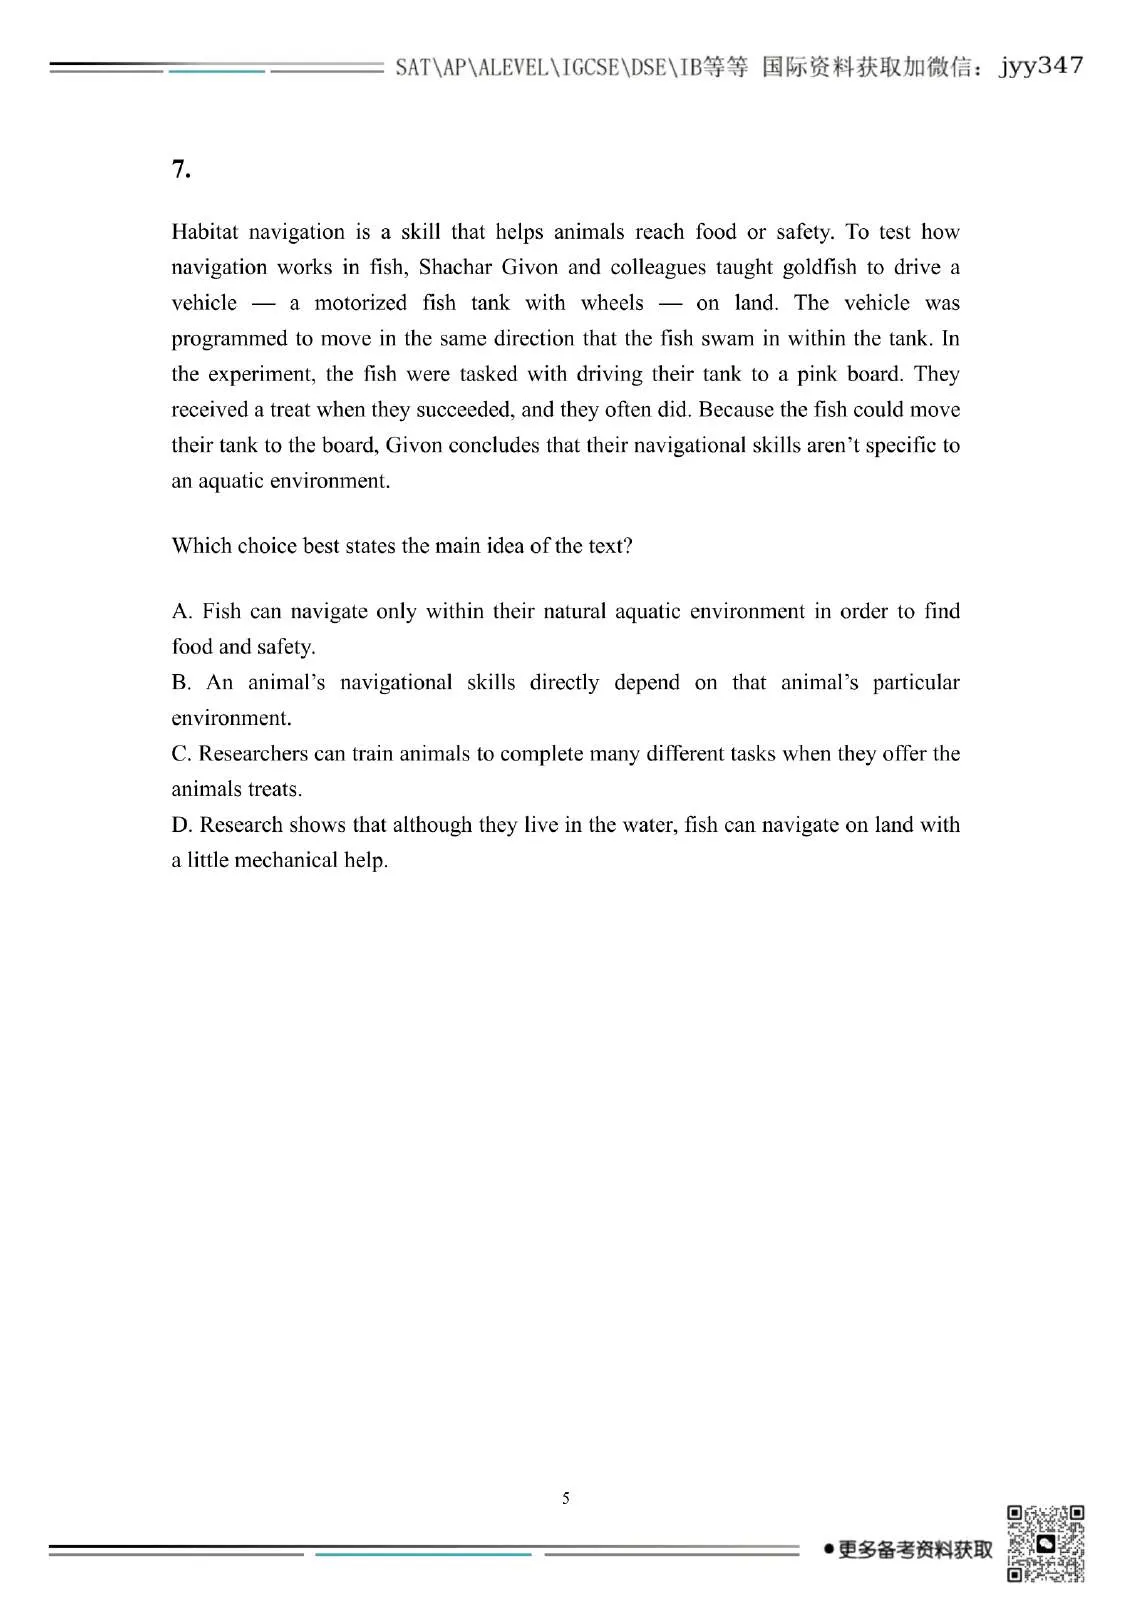 SAT\AP\ALEVEL\IGCSE\DSE\IB等等 国际资料获取加微信：jyy347
7.
Habitat navigation is a skill that helps animals reach food or safety. To test how
navigation works in fish, Shachar Givon and colleagues taught goldfish to drive a
vehicle — a motorized fish tank with wheels — on land. The vehicle was
programmed to move in the same direction that the fish swam in within the tank. In
the experiment, the fish were tasked with driving their tank to a pink board. They
received a treat when they succeeded, and they often did. Because the fish could move
their tank to the board, Givon concludes that their navigational skills aren’t specific to
an aquatic environment.
Which choice best states the main idea of the text?
A. Fish can navigate only within their natural aquatic environment in order to find
food and safety.
B. An animal’s navigational skills directly depend on that animal’s particular
environment.
C. Researchers can train animals to complete many different tasks when they offer the
animals treats.
D. Research shows that although they live in the water, fish can navigate on land with
a little mechanical help.
5
●更多备考资料获取